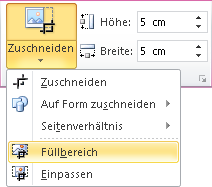 Höhe: 5 cm
Zuschneiden
Breite: 5 cm
Zuschneiden
Auf Form zuschneiden
Seitenverhältnis
Füllbereich
Einpassen